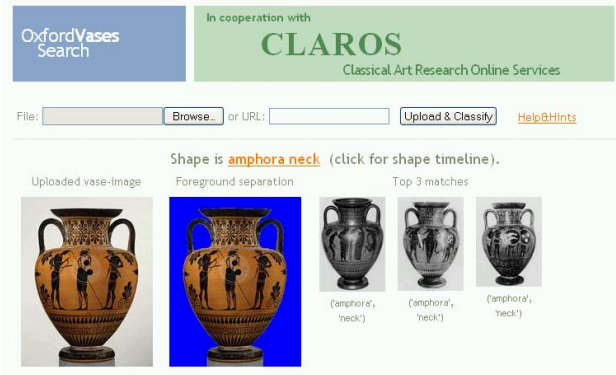 OxfordVases
Search
In cooperation with
CLAROS
Classical Art Research Online Services
File: Browse... or URL: Upload & Classify Help&Hints
Shape is amphora neck (click for shape timeline).
Uploaded vase-image Foreground separation Top 3 matches
('amphora', 'neck')
('amphora', 'neck')
('amphora', 'neck')